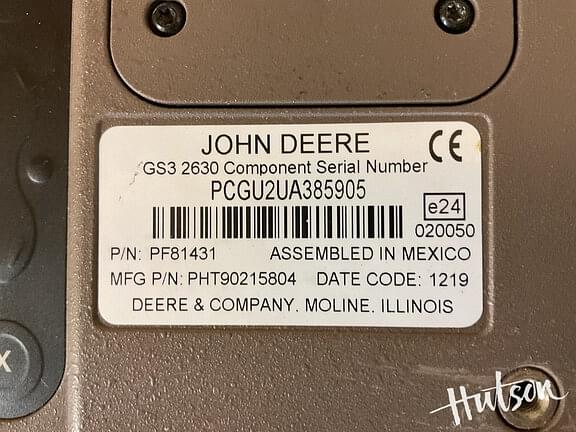 JOHN DEERE
CE
GS3 2630 Component Serial Number
PCGU2UA385905
e24
020050
P/N: PF81431 ASSEMBLED IN MEXICO
MFG P/N: PHT90215804 DATE CODE: 1219
DEERE & COMPANY, MOLINE, ILLINOIS
X
Hutson